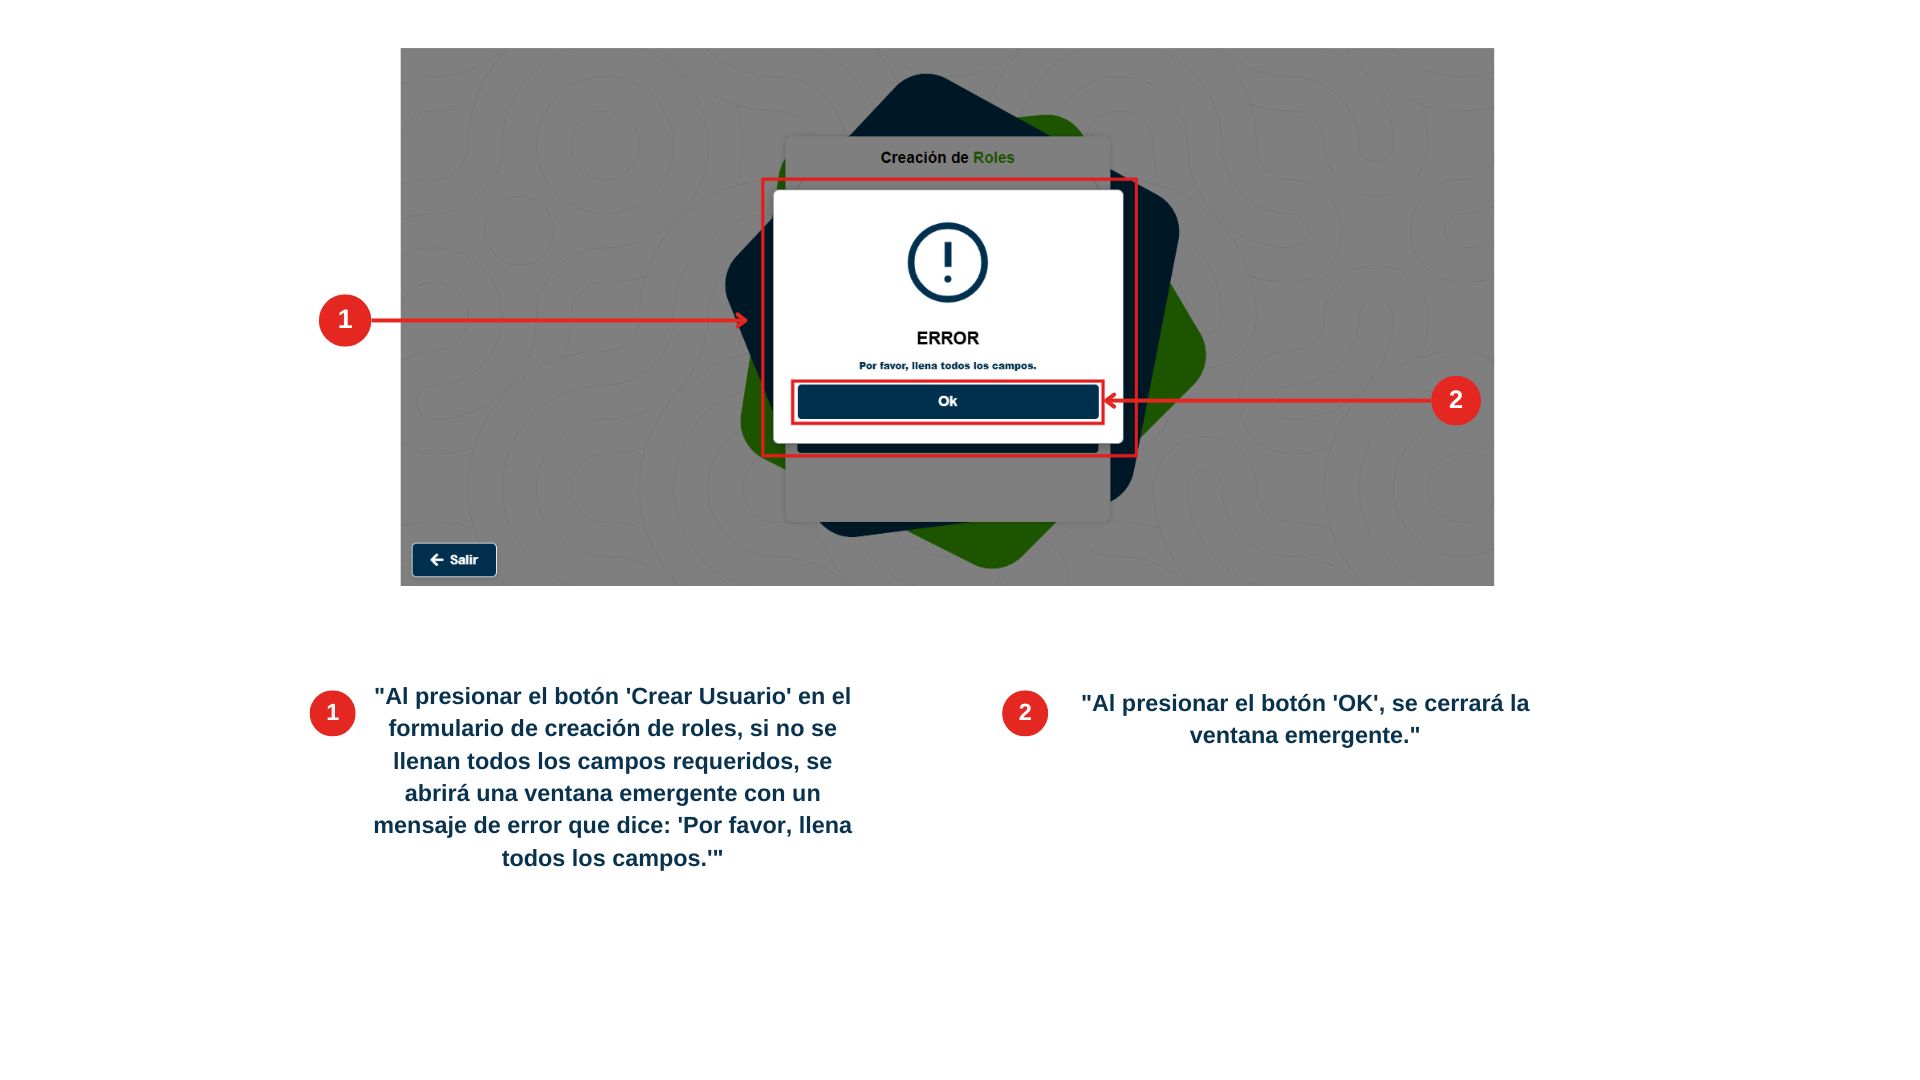 Creación de Roles
ERROR
Por favor, llena todos los campos.
Ok
1
2
Salir
1
"Al presionar el botón 'Crear Usuario' en el
formulario de creación de roles, si no se
llenan todos los campos requeridos, se
abrirá una ventana emergente con un
mensaje de error que dice: 'Por favor, llena
todos los campos.'"
2
"Al presionar el botón 'OK', se cerrará la
ventana emergente."